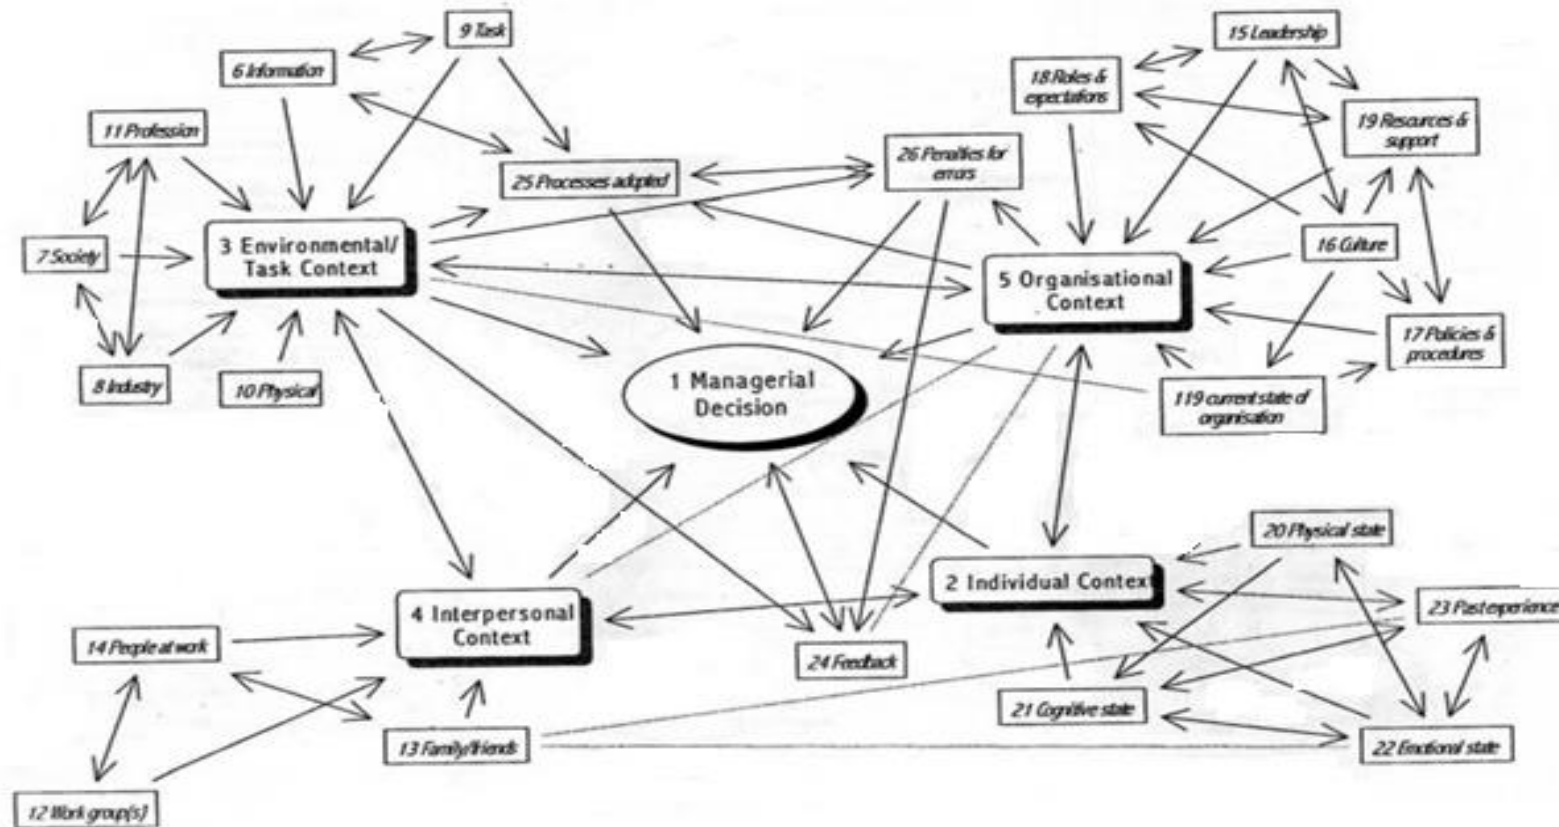 9 Task
15 Leadership
6 Information
18 Roles &
expectations
11 Profession
19 Resources &
support
26 Penalties for
errors
25 Processes adopted
3 Environmental/
Task Context
7 Society
16 Culture
5 Organisational
Context
17 Policies &
procedures
8 Industry
10 Physical
1 Managerial
Decision
119 current state of
organisation
20 Physical state
2 Individual Context
4 Interpersonal
Context
23 Past experience
14 People at work
24 Feedback
21 Cognitive state
13 Family/friends
22 Emotional state
12 Work group(s)